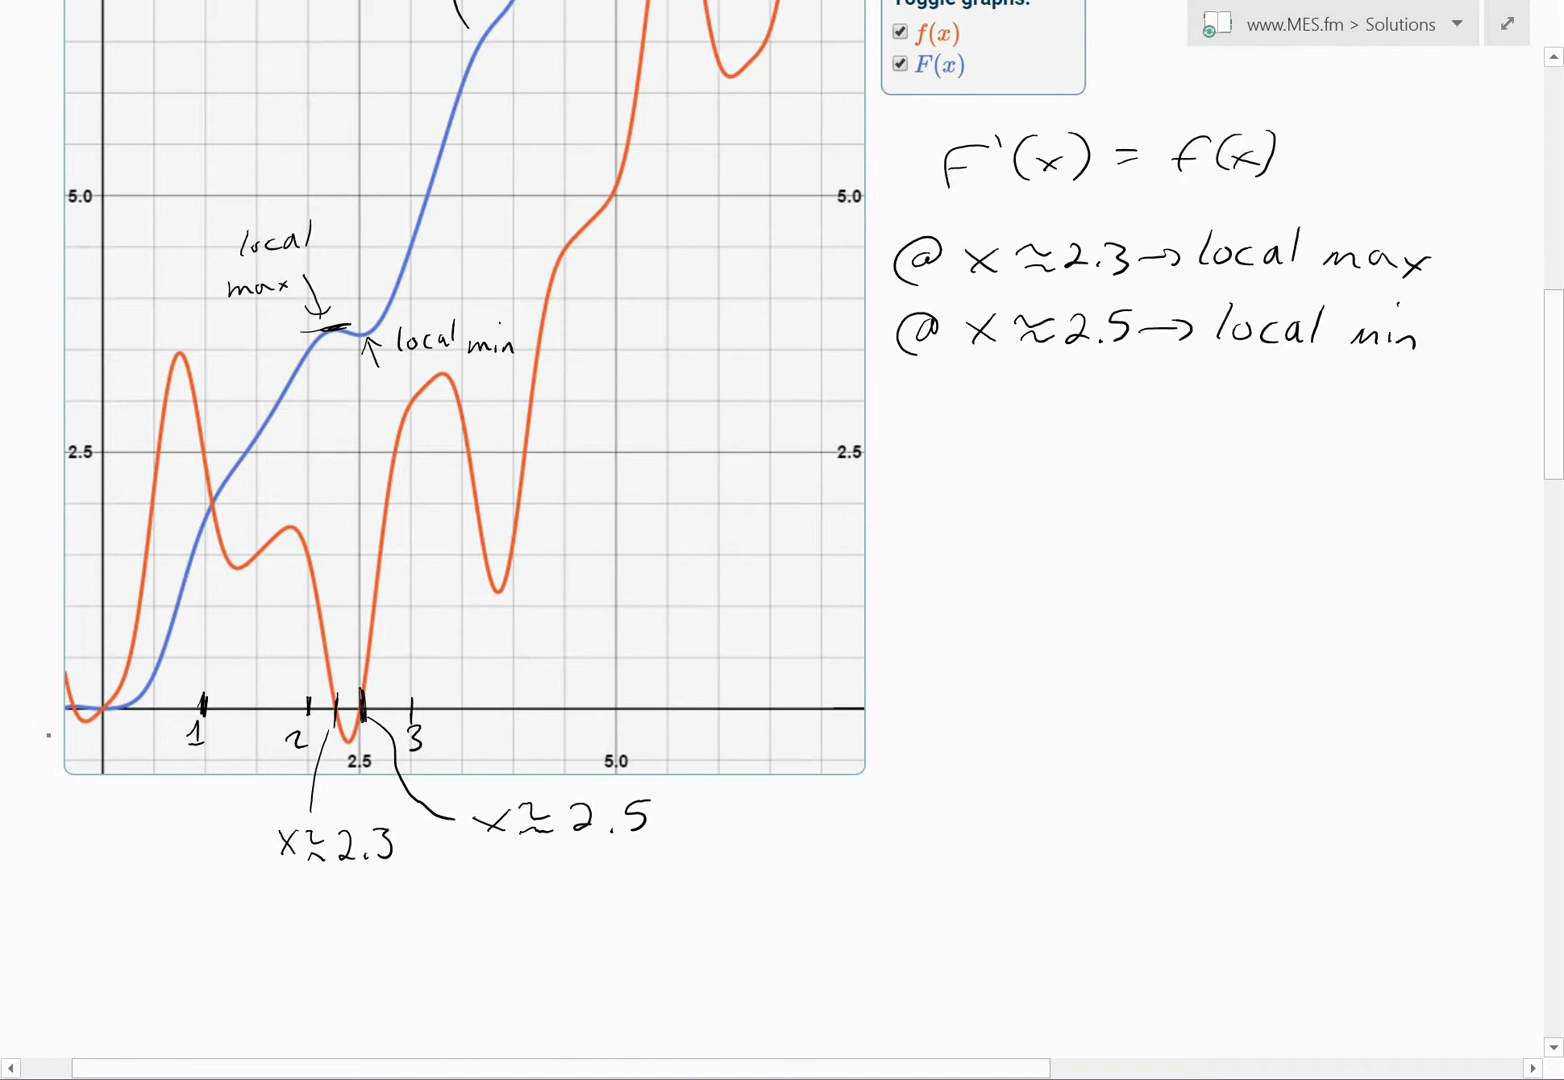 Toggle graphs:
f(x)
F(x)
www.MES.fm > Solutions
F'(x) = f(x)
@ x ≈ 2.3 → local max
@ x ≈ 2.5 → local min
5.0
5.0
local
max
local min
2.5
2.5
1
2
3
2.5
5.0
x ≈ 2.3
x ≈ 2.5